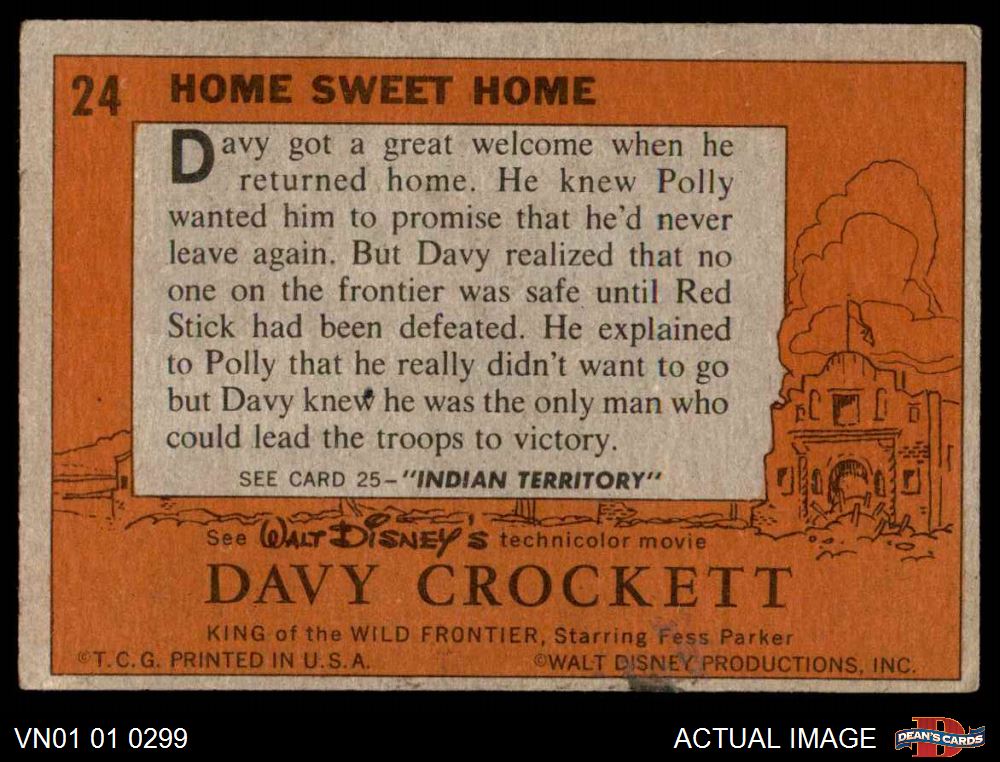 24 HOME SWEET HOME
Davy got a great welcome when he
returned home. He knew Polly
wanted him to promise that he'd never
leave again. But Davy realized that no
one on the frontier was safe until Red
Stick had been defeated. He explained
to Polly that he really didn't want to go
but Davy knew he was the only man who
could lead the troops to victory.
SEE CARD 25-"INDIAN TERRITORY"
See WALT DISNEY'S technicolor movie
DAVY CROCKETT
KING of the WILD FRONTIER, Starring Fess Parker
©T.C.G. PRINTED IN U.S.A. ©WALT DISNEY PRODUCTIONS, INC.
VN01 01 0299 ACTUAL IMAGE D DEAN'S CARDS